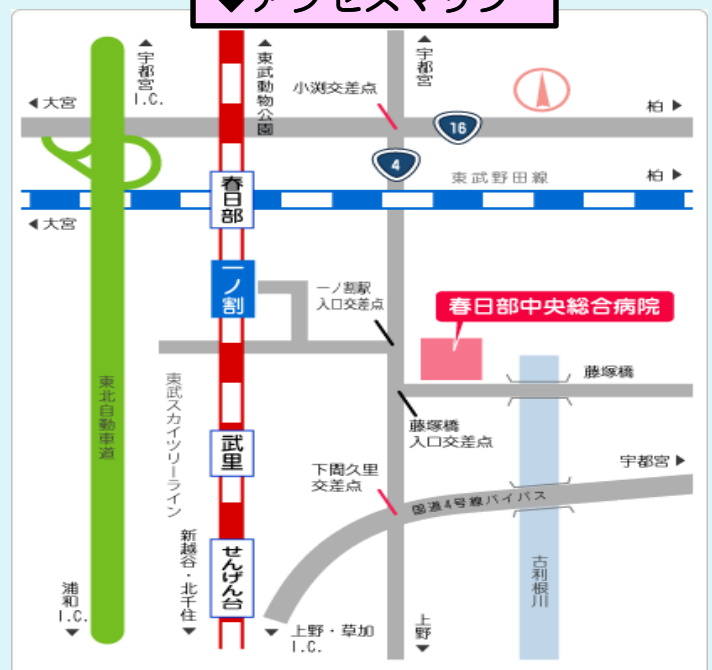 ◆アクセスマップ
▲宇都宮I.C.
▲東武動物公園
▲宇都宮
小渕交差点
◀大宮
柏▶
16
4
東武野田線
柏▶
春日部
◀大宮
一ノ割
一ノ割駅
入口交差点
春日部中央総合病院
藤塚橋
東北自動車道
東武スカイツリーライン
藤塚橋
入口交差点
武里
下間久里
交差点
宇都宮▶
国道4号線バイパス
新越谷・北千住▼
せんげん台
古利根川
浦和I.C.▼
▼上野・草加
I.C.
上野▼